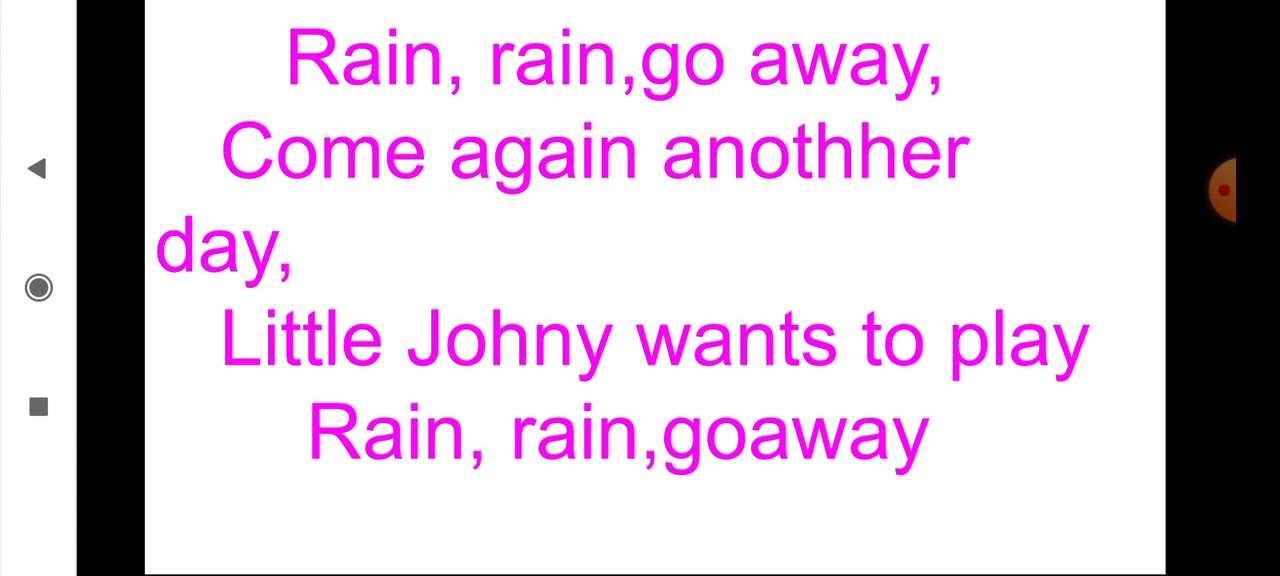 Rain, rain,go away,
Come again anothher
day,
Little Johny wants to play
Rain, rain,goaway